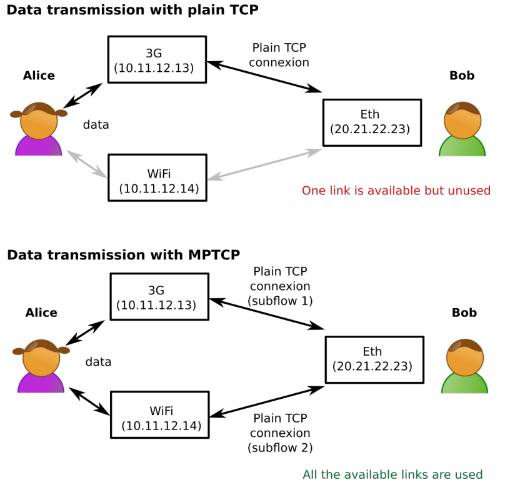 Data transmission with plain TCP
3G
(10.11.12.13)
Plain TCP
connexion
Alice
Bob
data
Eth
(20.21.22.23)
WiFi
(10.11.12.14)
One link is available but unused
Data transmission with MPTCP
3G
(10.11.12.13)
Plain TCP
connexion
(subflow 1)
Alice
Bob
data
Eth
(20.21.22.23)
WiFi
(10.11.12.14)
Plain TCP
connexion
(subflow 2)
All the available links are used